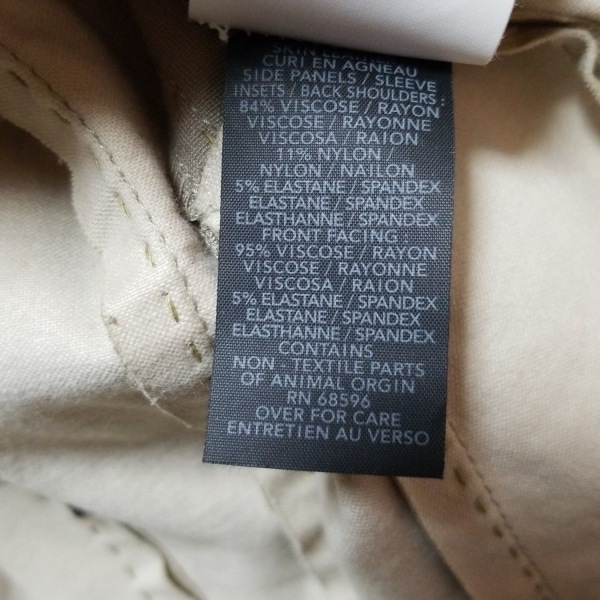 SKIN
CURI EN AGNEAU
SIDE PANELS / SLEEVE
INSETS / BACK SHOULDERS :
84% VISCOSE / RAYON
VISCOSE / RAYONNE
VISCOSA / RAION
11% NYLON /
NYLON / NAILON
5% ELASTANE / SPANDEX
ELASTANE / SPANDEX
ELASTHANNE / SPANDEX
FRONT FACING
95% VISCOSE / RAYON
VISCOSE / RAYONNE
VISCOSA / RAION
5% ELASTANE / SPANDEX
ELASTANE / SPANDEX
ELASTHANNE / SPANDEX
CONTAINS
NON - TEXTILE PARTS
OF ANIMAL ORGIN
RN 68596
OVER FOR CARE
ENTRETIEN AU VERSO